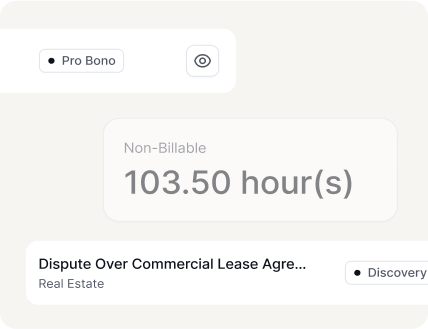 Pro Bono
Non-Billable
103.50 hour(s)
Dispute Over Commercial Lease Agre...
Discovery
Real Estate